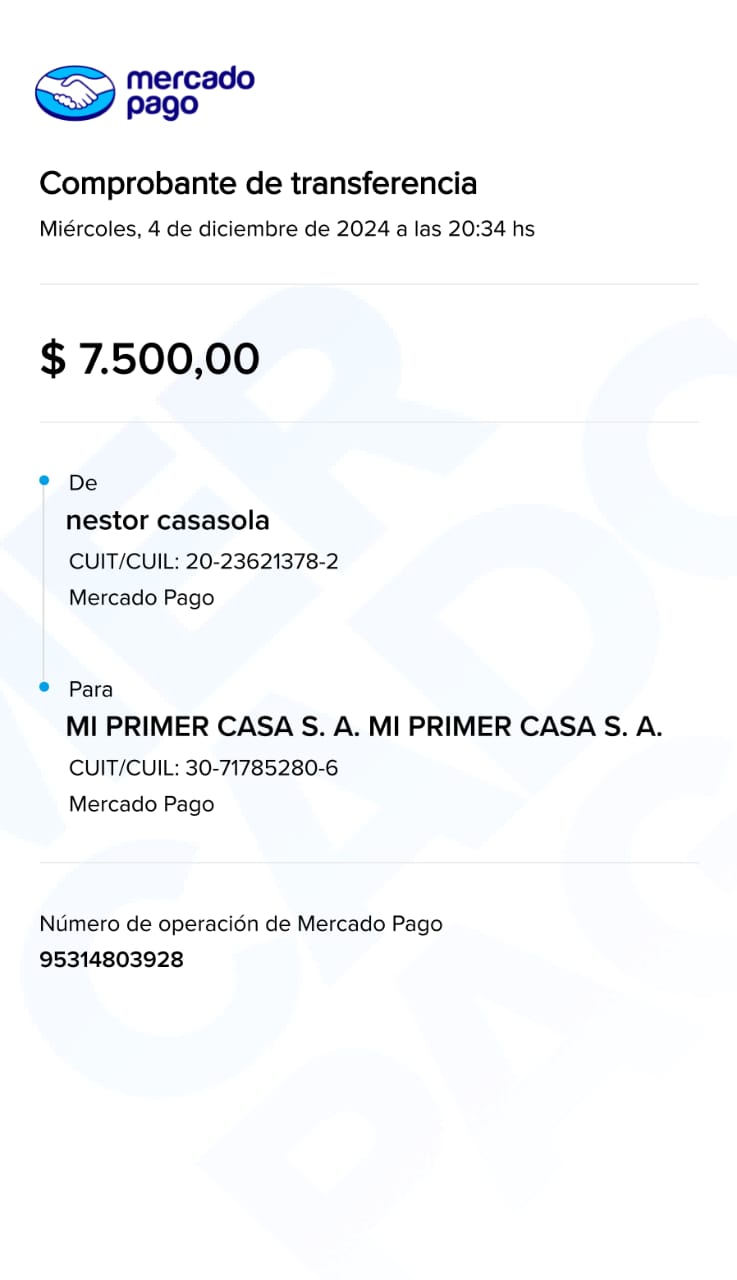 mercado
pago
Comprobante de transferencia
Miércoles, 4 de diciembre de 2024 a las 20:34 hs
$ 7.500,00
De
nestor casasola
CUIT/CUIL: 20-23621378-2
Mercado Pago
Para
MI PRIMER CASA S. A. MI PRIMER CASA S. A.
CUIT/CUIL: 30-71785280-6
Mercado Pago
Número de operación de Mercado Pago
95314803928